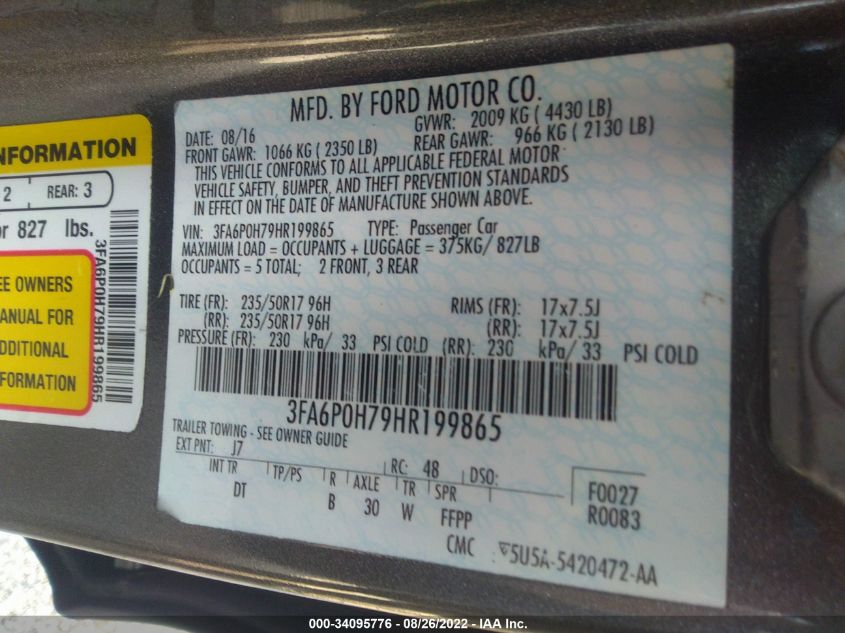 INFORMATION
2 REAR: 3
or 827 lbs.
EE OWNERS
ANUAL FOR
DDITIONAL
FORMATION
3FA6P0H79HR199865
MFD. BY FORD MOTOR CO.
DATE: 08/16 GVWR: 2009 KG ( 4430 LB)
FRONT GAWR: 1066 KG ( 2350 LB) REAR GAWR: 966 KG ( 2130 LB)
THIS VEHICLE CONFORMS TO ALL APPLICABLE FEDERAL MOTOR
VEHICLE SAFETY, BUMPER, AND THEFT PREVENTION STANDARDS
IN EFFECT ON THE DATE OF MANUFACTURE SHOWN ABOVE.
VIN: 3FA6P0H79HR199865 TYPE: Passenger Car
MAXIMUM LOAD = OCCUPANTS + LUGGAGE = 375KG/ 827LB
OCCUPANTS = 5 TOTAL; 2 FRONT, 3 REAR
TIRE (FR): 235/50R17 96H RIMS (FR): 17x7.5J
(RR): 235/50R17 96H (RR): 17x7.5J
PRESSURE (FR): 230 kPa/ 33 PSI COLD (RR): 230 kPa/ 33 PSI COLD
3FA6P0H79HR199865
TRAILER TOWING - SEE OWNER GUIDE
EXT PNT: J7 RC: 48 DSO:
INT TR TP/PS R AXLE TR SPR F0027
DT B 30 W FFPP R0083
CMC 5U5A-5420472-AA
000-34095776 - 08/26/2022 - IAA Inc.